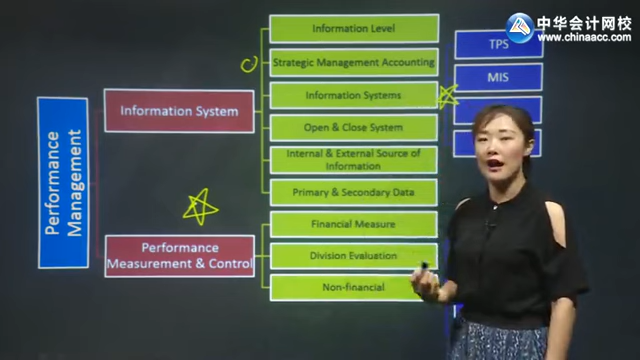 中华会计网校
www.chinaacc.com
Performance
Management
Information System
Performance
Measurement & Control
Information Level
Strategic Management Accounting
Information Systems
Open & Close System
Internal & External Source of
Information
Primary & Secondary Data
Financial Measure
Division Evaluation
Non-financial
TPS
MIS